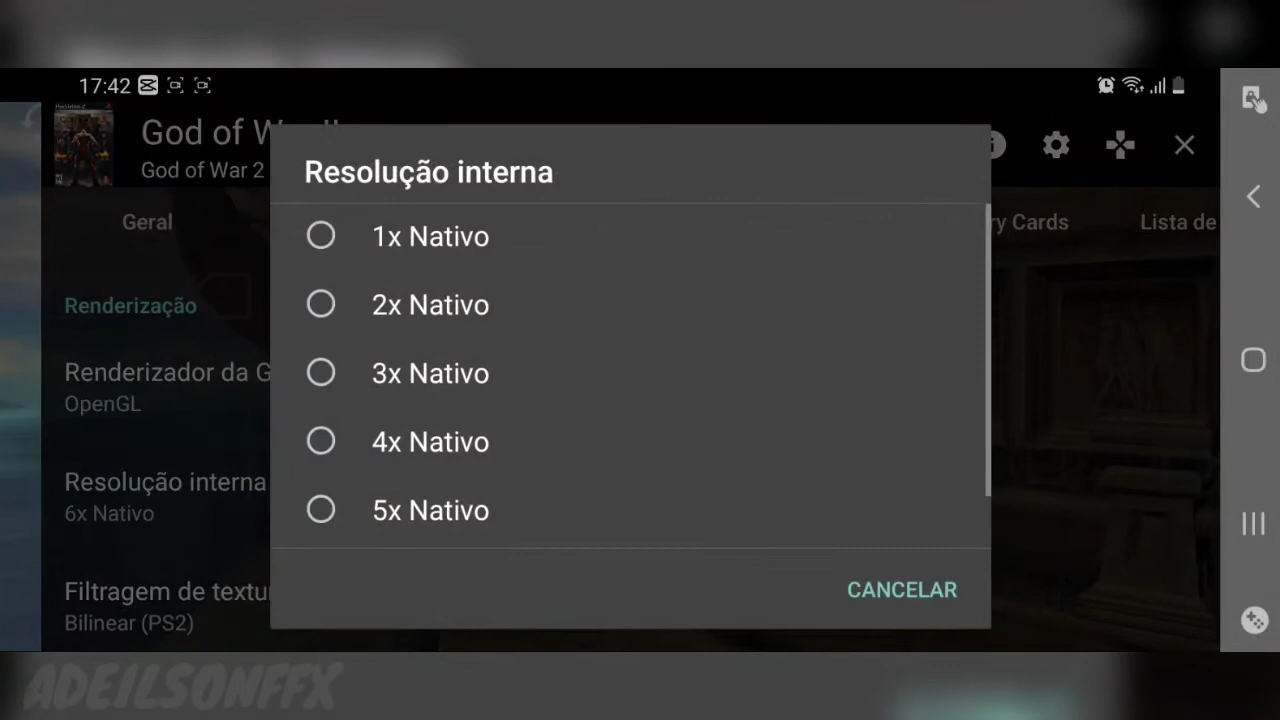 17:42
God of War
God of War 2
Resolução interna
Geral
ry Cards
Lista de
1x Nativo
2x Nativo
3x Nativo
4x Nativo
5x Nativo
Renderização
Renderizador da G
OpenGL
Resolução interna
6x Nativo
Filtragem de textur
Bilinear (PS2)
CANCELAR
ADEILSONFFX